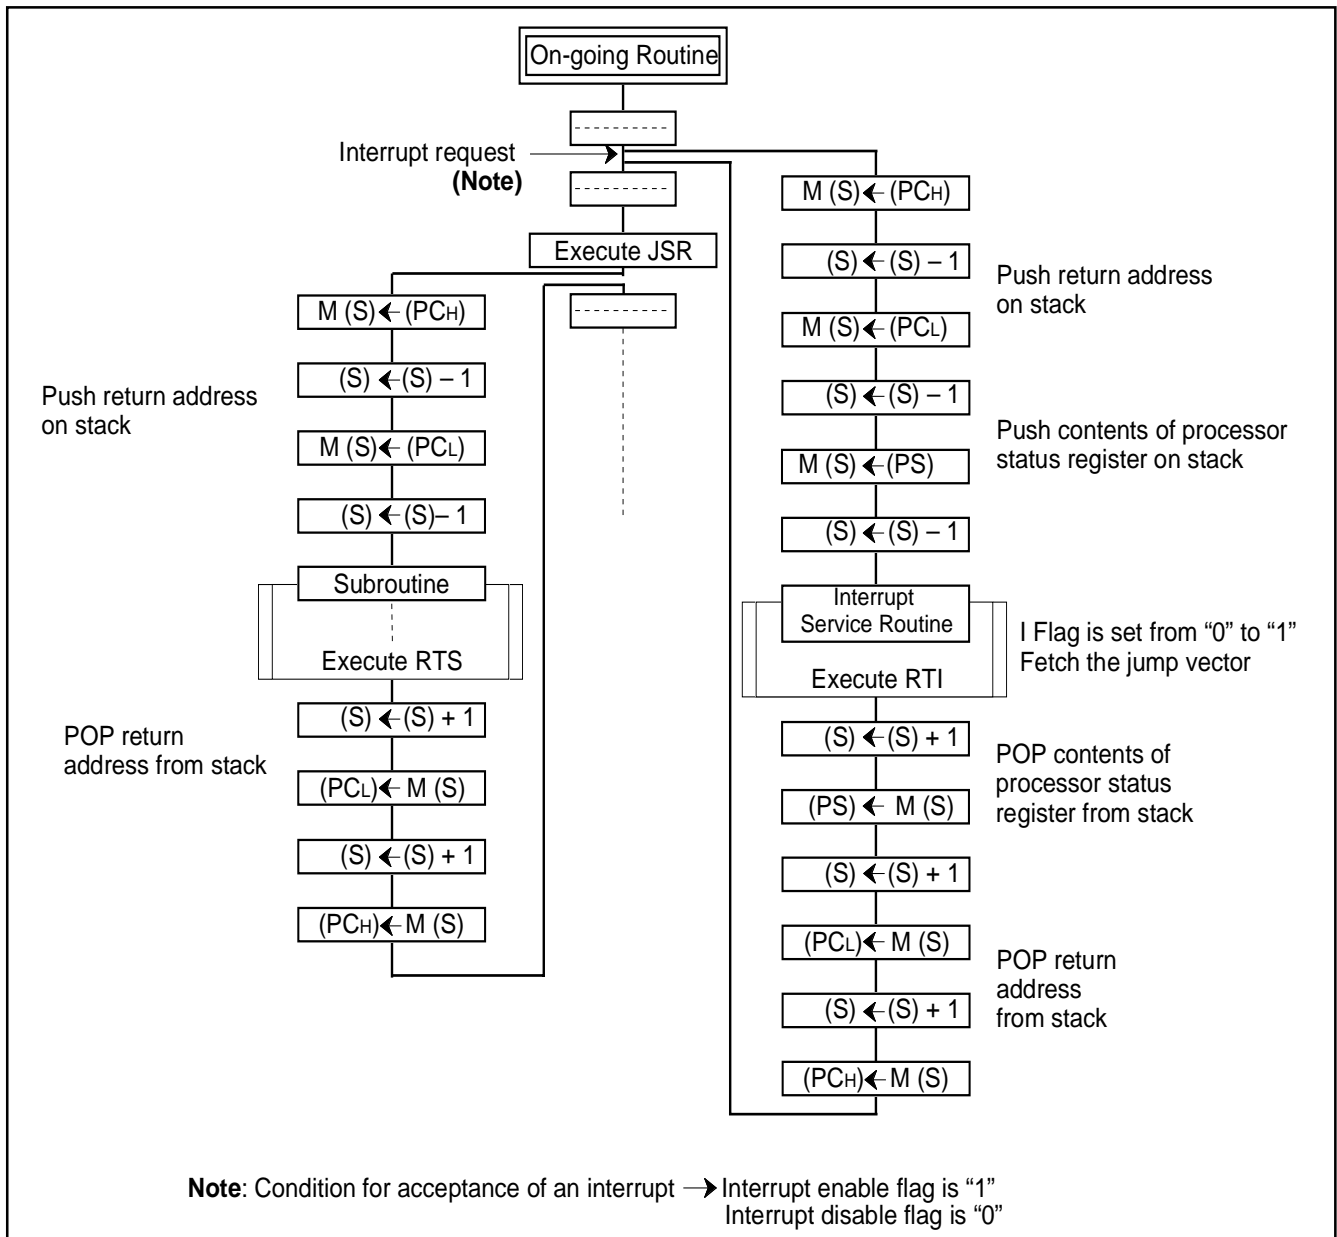 On-going Routine
Interrupt request
(Note)
Execute JSR
M (S) ← (PCH)
(S) ← (S) – 1
M (S) ← (PCL)
(S) ← (S)– 1
Push return address
on stack
Subroutine
Execute RTS
(S) ← (S) + 1
(PCL) ← M (S)
(S) ← (S) + 1
(PCH) ← M (S)
POP return
address from stack
M (S) ← (PCH)
(S) ← (S) – 1
M (S) ← (PCL)
(S) ← (S) – 1
M (S) ← (PS)
(S) ← (S) – 1
Push return address
on stack
Push contents of processor
status register on stack
Interrupt
Service Routine
Execute RTI
I Flag is set from “0” to “1”
Fetch the jump vector
(S) ← (S) + 1
(PS) ← M (S)
(S) ← (S) + 1
(PCL) ← M (S)
(S) ← (S) + 1
(PCH) ← M (S)
POP contents of
processor status
register from stack
POP return
address
from stack
Note: Condition for acceptance of an interrupt → Interrupt enable flag is “1”
Interrupt disable flag is “0”